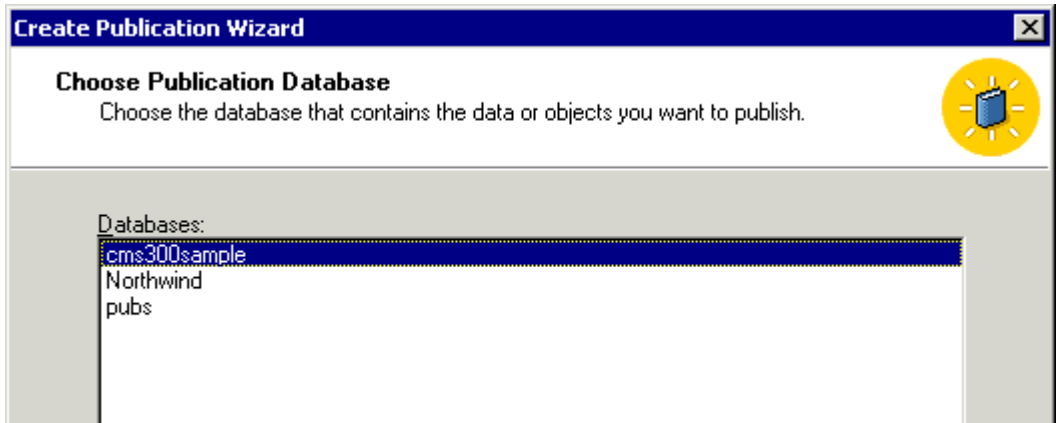 Create Publication Wizard
Choose Publication Database
Choose the database that contains the data or objects you want to publish.
Databases:
cms300sample
Northwind
pubs